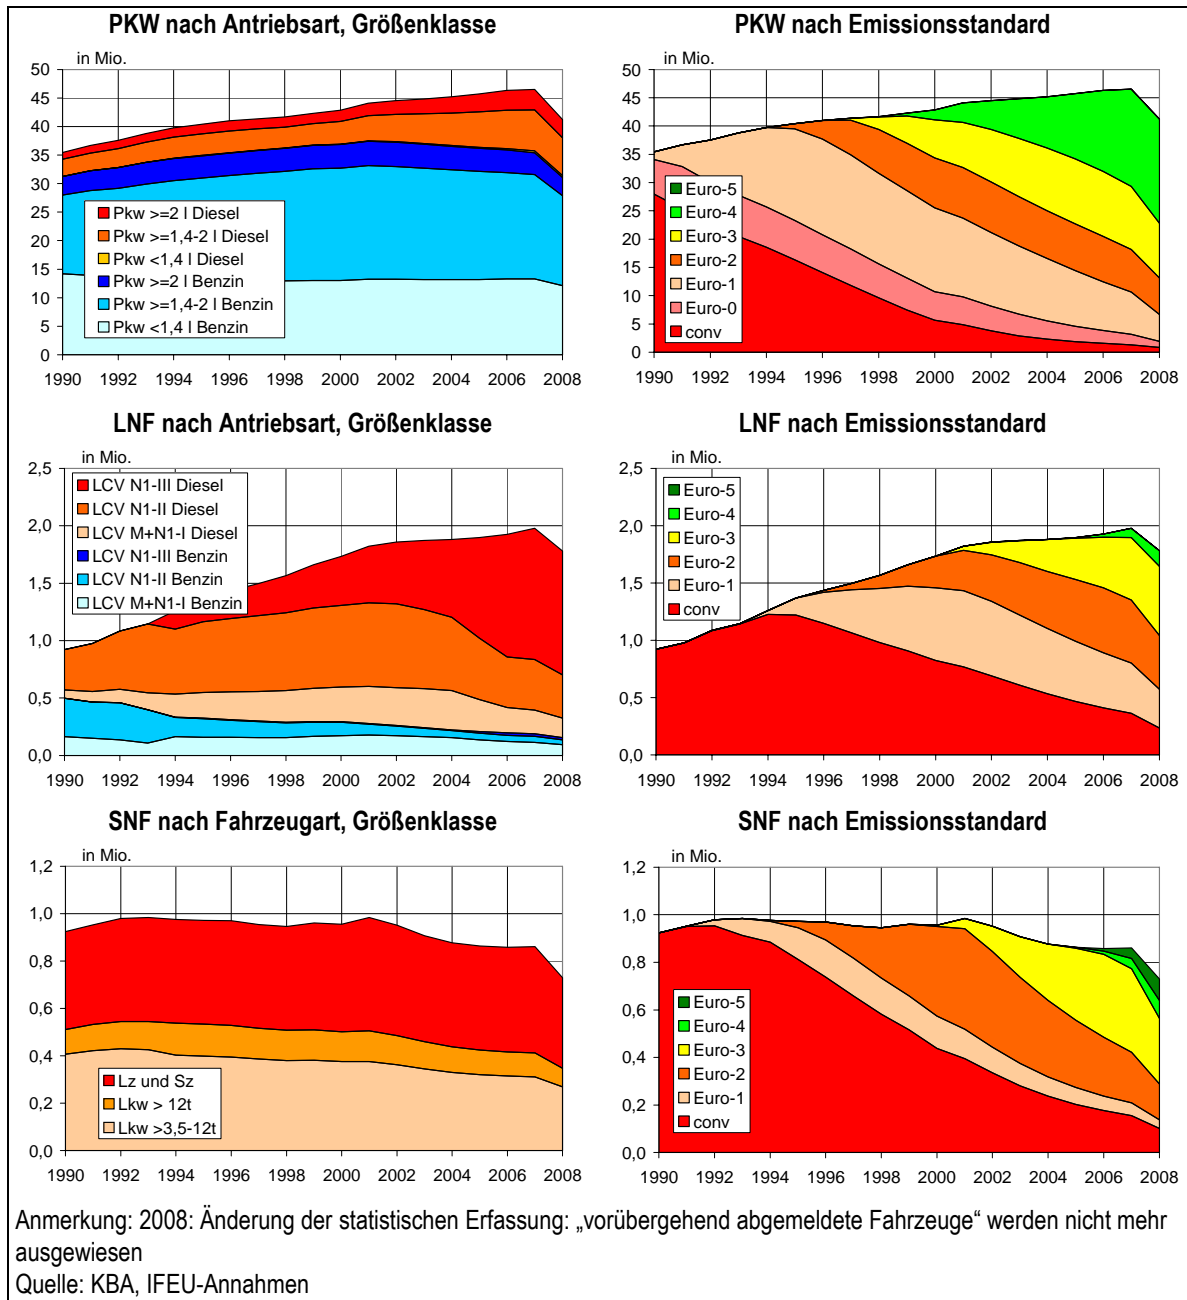 PKW nach Antriebsart, Größenklasse
in Mio.
50
45
40
35
30
25
20
15
10
5
0
Pkw >=2 l Diesel
Pkw >=1,4-2 l Diesel
Pkw <1,4 l Diesel
Pkw >=2 l Benzin
Pkw >=1,4-2 l Benzin
Pkw <1,4 l Benzin
1990 1992 1994 1996 1998 2000 2002 2004 2006 2008
PKW nach Emissionsstandard
in Mio.
50
45
40
35
30
25
20
15
10
5
0
Euro-5
Euro-4
Euro-3
Euro-2
Euro-1
Euro-0
conv
1990 1992 1994 1996 1998 2000 2002 2004 2006 2008
LNF nach Antriebsart, Größenklasse
in Mio.
2,5
2,0
1,5
1,0
0,5
0,0
LCV N1-III Diesel
LCV N1-II Diesel
LCV M+N1-I Diesel
LCV N1-III Benzin
LCV N1-II Benzin
LCV M+N1-I Benzin
1990 1992 1994 1996 1998 2000 2002 2004 2006 2008
LNF nach Emissionsstandard
in Mio.
2,5
2,0
1,5
1,0
0,5
0,0
Euro-5
Euro-4
Euro-3
Euro-2
Euro-1
conv
1990 1992 1994 1996 1998 2000 2002 2004 2006 2008
SNF nach Fahrzeugart, Größenklasse
in Mio.
1,2
1,0
0,8
0,6
0,4
0,2
0,0
Lz und Sz
Lkw > 12t
Lkw >3,5-12t
1990 1992 1994 1996 1998 2000 2002 2004 2006 2008
SNF nach Emissionsstandard
in Mio.
1,2
1,0
0,8
0,6
0,4
0,2
0,0
Euro-5
Euro-4
Euro-3
Euro-2
Euro-1
conv
1990 1992 1994 1996 1998 2000 2002 2004 2006 2008
Anmerkung: 2008: Änderung der statistischen Erfassung: „vorübergehend abgemeldete Fahrzeuge“ werden nicht mehr
ausgewiesen
Quelle: KBA, IFEU-Annahmen